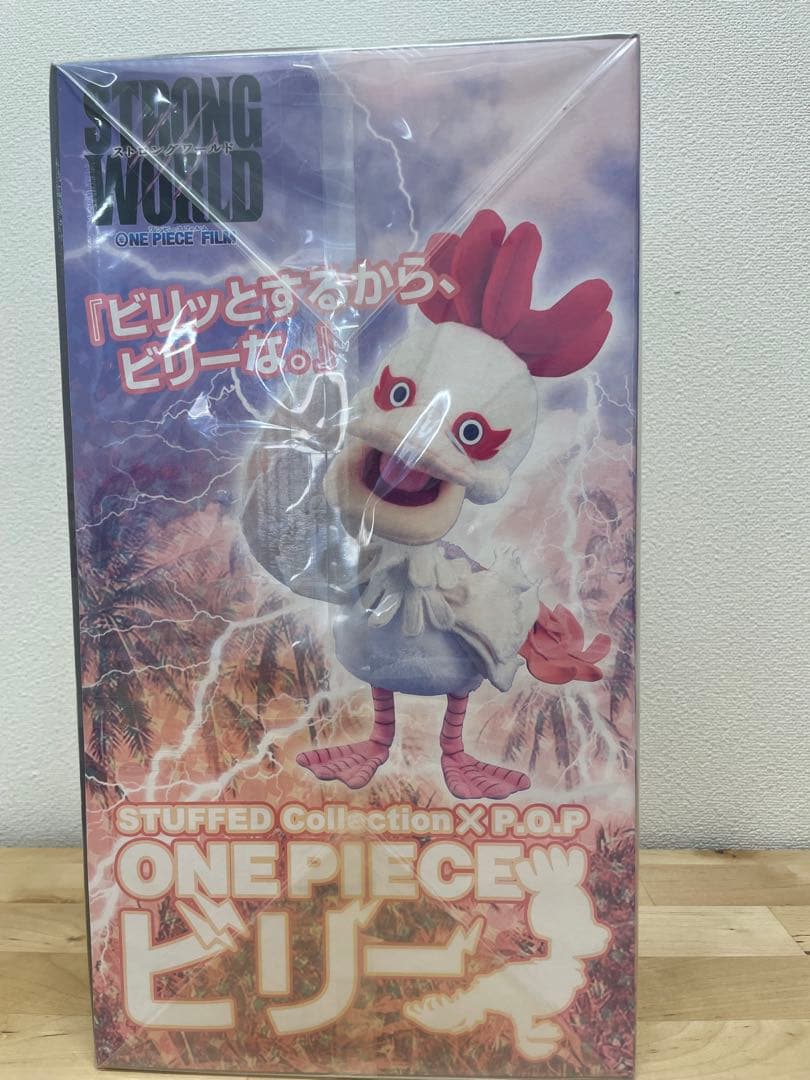 STRONG
ストロングワールド
WORLD
ONE PIECE FILM
『ビリッとするから、
ビリーな。』
STUFFED Collection X P.O.P
ONE PIECE
ビリー